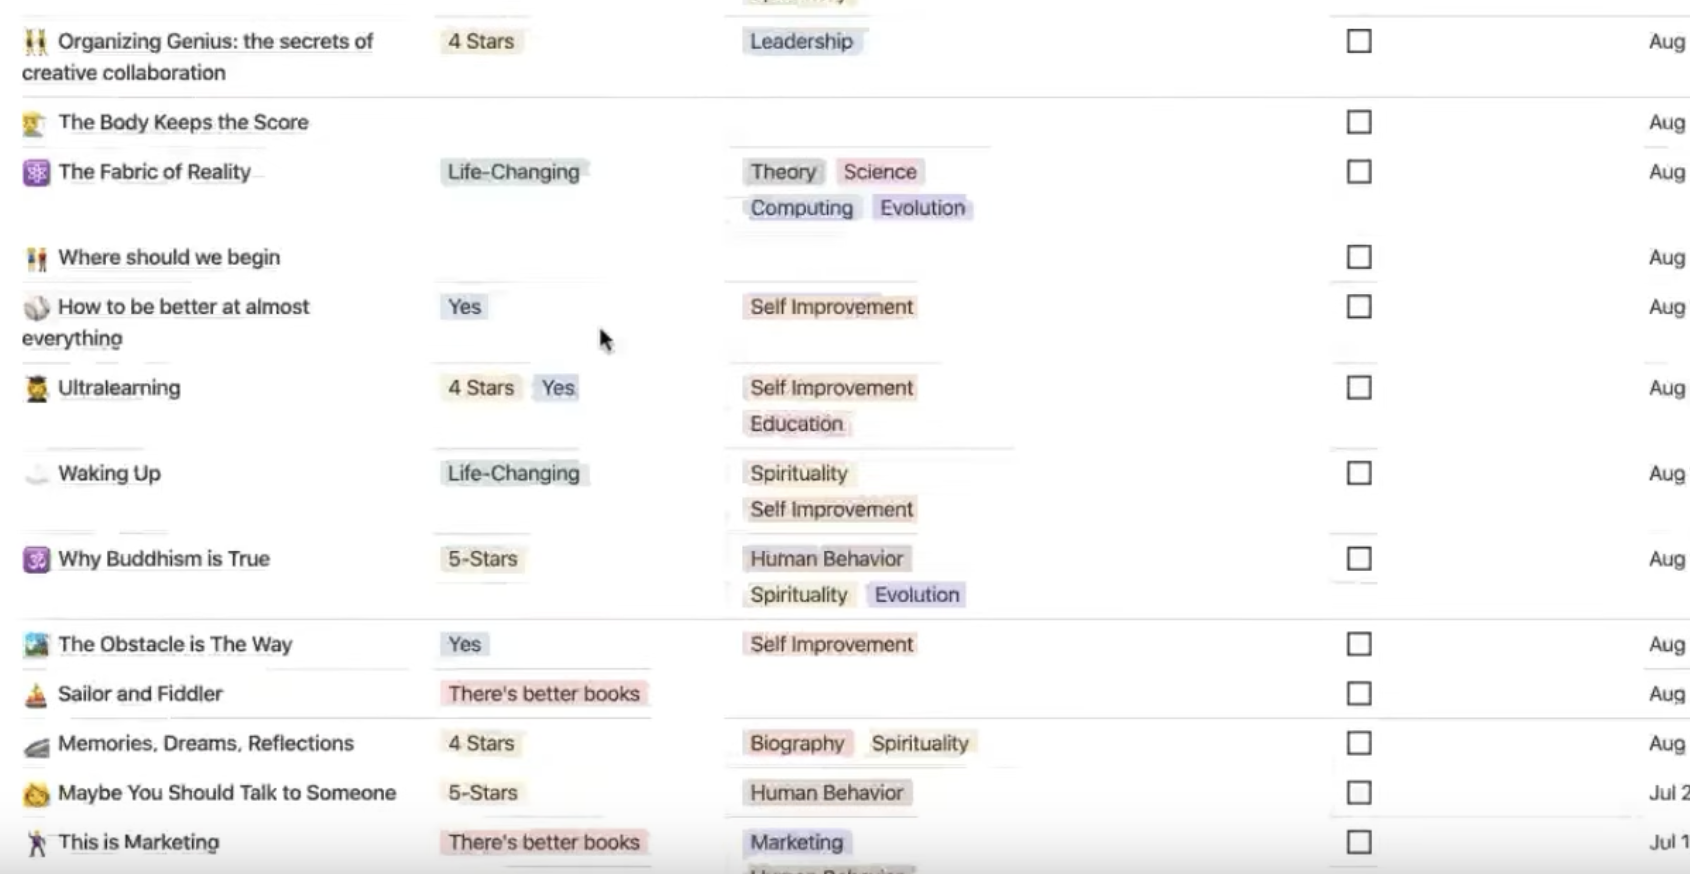 Organizing Genius: the secrets of creative collaboration
4 Stars
Leadership
Aug
The Body Keeps the Score
Aug
The Fabric of Reality
Life-Changing
Theory Science
Computing Evolution
Aug
Where should we begin
Aug
How to be better at almost everything
Yes
Self Improvement
Aug
Ultralearning
4 Stars Yes
Self Improvement
Education
Aug
Waking Up
Life-Changing
Spirituality
Self Improvement
Aug
Why Buddhism is True
5-Stars
Human Behavior
Spirituality Evolution
Aug
The Obstacle is The Way
Yes
Self Improvement
Aug
Sailor and Fiddler
There's better books
Aug
Memories, Dreams, Reflections
4 Stars
Biography Spirituality
Aug
Maybe You Should Talk to Someone
5-Stars
Human Behavior
Jul 2
This is Marketing
There's better books
Marketing
Jul 1